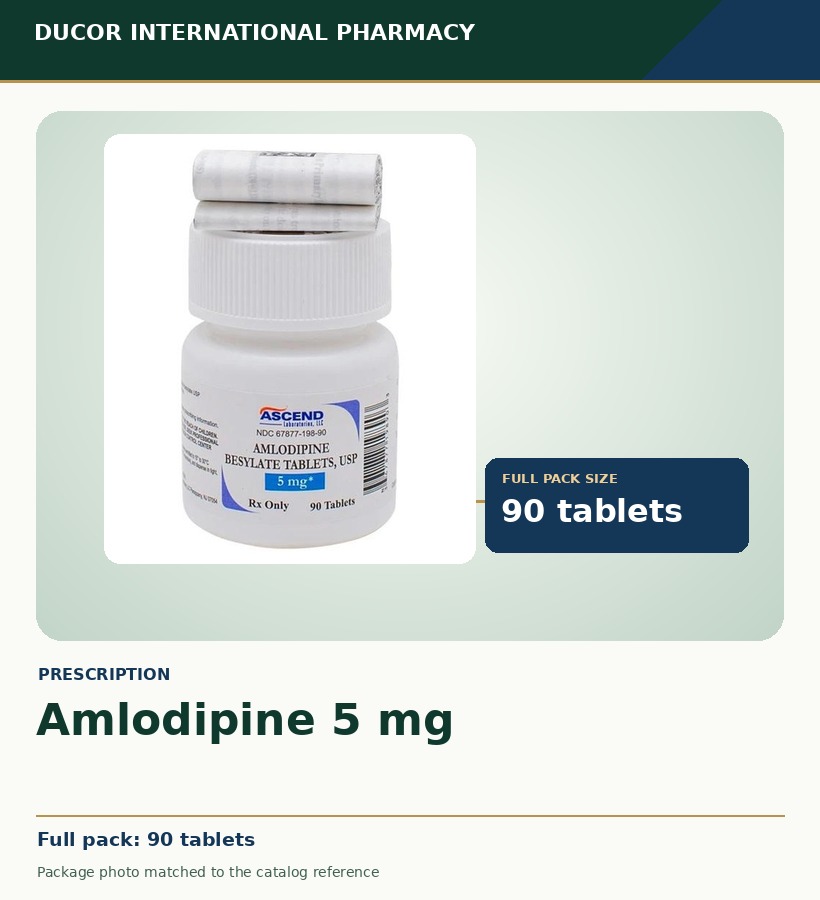 DUCOR INTERNATIONAL PHARMACY
ASCEND
Laboratories, LLC
NDC 67877-198-90
AMLODIPINE
BESYLATE TABLETS, USP
5 mg*
Rx Only 90 Tablets
FULL PACK SIZE
90 tablets
PRESCRIPTION
Amlodipine 5 mg
Full pack: 90 tablets
Package photo matched to the catalog reference